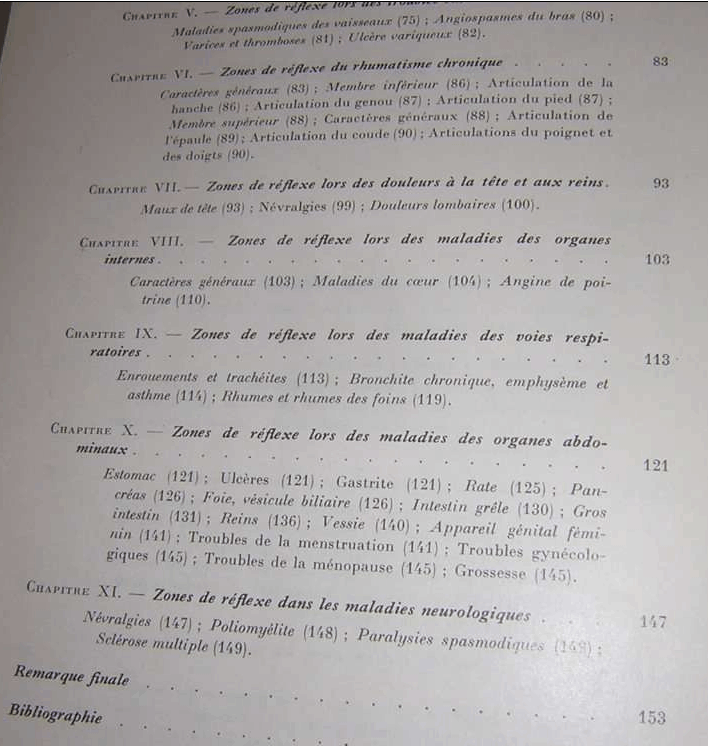 CHAPITRE V. — Zones de réflexe lors des
Maladies spasmodiques des vaisseaux (75) ; Angiospasmes du bras (80) ;
Varices et thromboses (81) ; Ulcère variqueux (82).
CHAPITRE VI. — Zones de réflexe du rhumatisme chronique . . . . . 83
Caractères généraux (83) ; Membre inférieur (86) ; Articulation de la
hanche (86) ; Articulation du genou (87) ; Articulation du pied (87) ;
Membre supérieur (88) ; Caractères généraux (88) ; Articulation de
l'épaule (89) ; Articulation du coude (90) ; Articulations du poignet et
des doigts (90).
CHAPITRE VII. — Zones de réflexe lors des douleurs à la tête et aux reins. 93
Maux de tête (93) ; Névralgies (99) ; Douleurs lombaires (100).
CHAPITRE VIII. — Zones de réflexe lors des maladies des organes
internes . . . . . . . . . . . . . . . . . 103
Caractères généraux (103) ; Maladies du cœur (104) ; Angine de poi-
trine (110).
CHAPITRE IX. — Zones de réflexe lors des maladies des voies respi-
ratoires . . . . . . . . . . . . . . . . . 113
Enrouements et trachéites (113) ; Bronchite chronique, emphysème et
asthme (114) ; Rhumes et rhumes des foins (119).
CHAPITRE X. — Zones de réflexe lors des maladies des organes abdo-
minaux . . . . . . . . . . . . . . . . . 121
Estomac (121) ; Ulcères (121) ; Gastrite (121) ; Rate (125) ; Pan-
créas (126) ; Foie, vésicule biliaire (126) ; Intestin grêle (130) ; Gros
intestin (131) ; Reins (136) ; Vessie (140) ; Appareil génital fémi-
nin (141) ; Troubles de la menstruation (141) ; Troubles gynécolo-
giques (145) ; Troubles de la ménopause (145) ; Grossesse (145).
CHAPITRE XI. — Zones de réflexe dans les maladies neurologiques . . . 147
Névralgies (147) ; Poliomyélite (148) ; Paralysies spasmodiques (148) ;
Sclérose multiple (149).
Remarque finale . . . . . . . . . . . . . . 153
Bibliographie . . . . . . . .